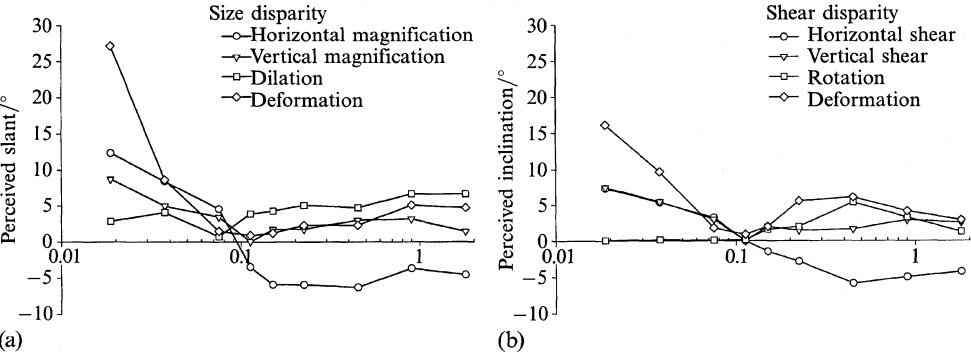 Size disparity
Horizontal magnification
Vertical magnification
Dilation
Deformation
Perceived slant/°
30
25
20
15
10
5
0
−5
−10
0.01
0.1
1
(a)
Shear disparity
Horizontal shear
Vertical shear
Rotation
Deformation
Perceived inclination/°
30
25
20
15
10
5
0
−5
−10
0.01
0.1
1
(b)